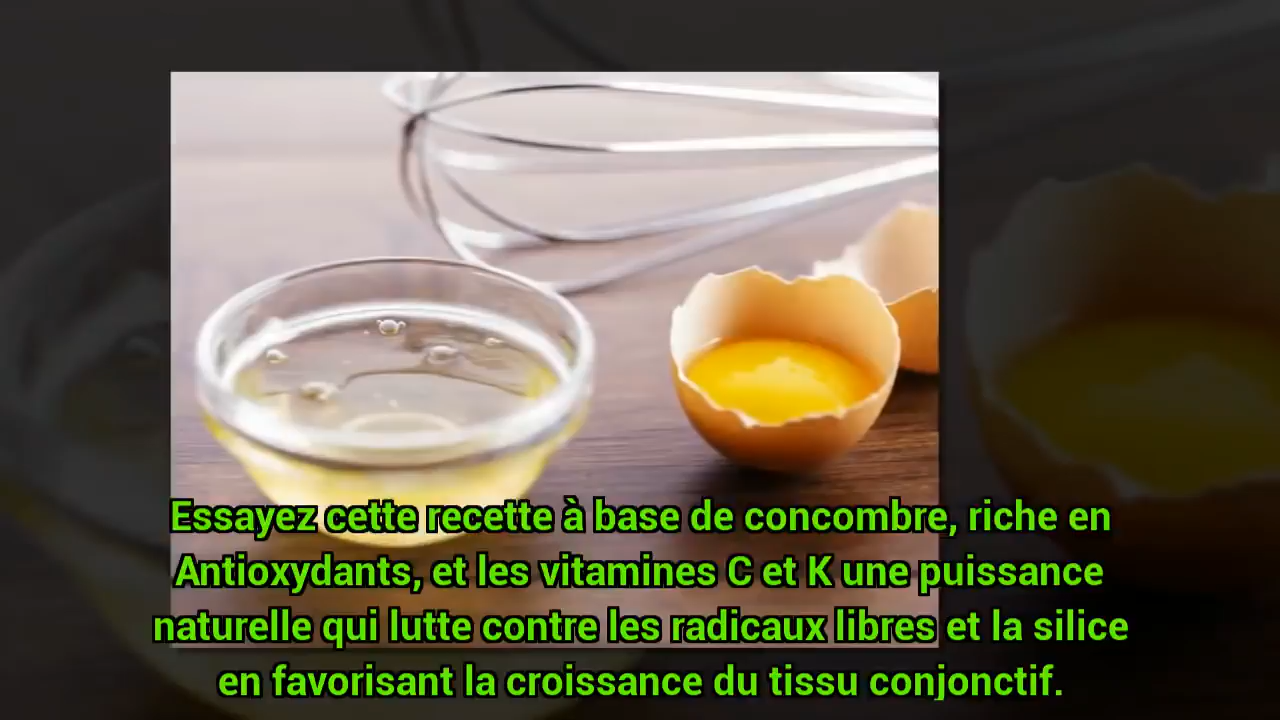 Essayez cette recette à base de concombre, riche en
Antioxydants, et les vitamines C et K une puissance
naturelle qui lutte contre les radicaux libres et la silice
en favorisant la croissance du tissu conjonctif.